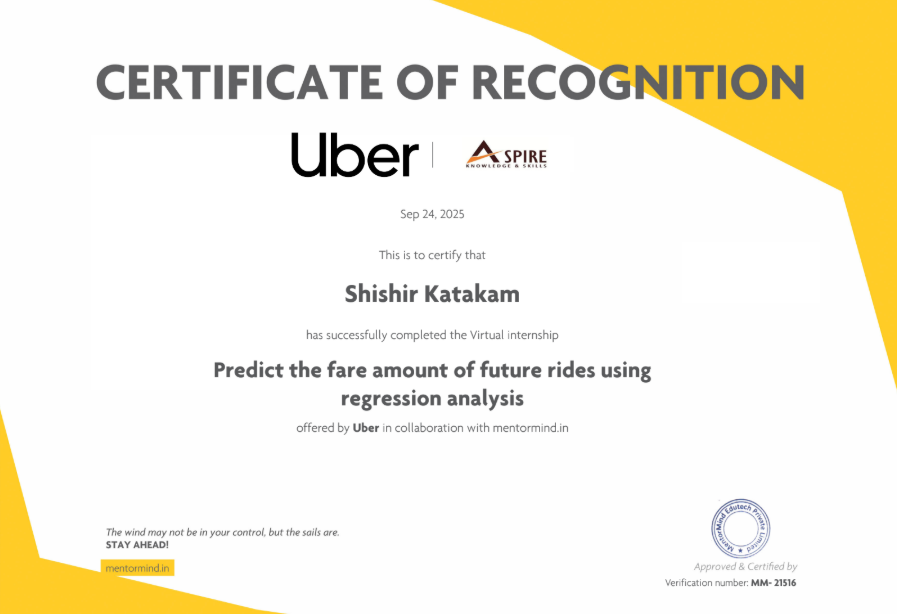 CERTIFICATE OF RECOGNITION
Uber
ASPIRE
KNOWLEDGE & SKILLS
Sep 24, 2025
This is to certify that
Shishir Katakam
has successfully completed the Virtual internship
Predict the fare amount of future rides using
regression analysis
offered by Uber in collaboration with mentormind.in
The wind may not be in your control, but the sails are.
STAY AHEAD!
mentormind.in
MentorMind Edutech Private Limited
Approved & Certified by
Verification number: MM- 21516